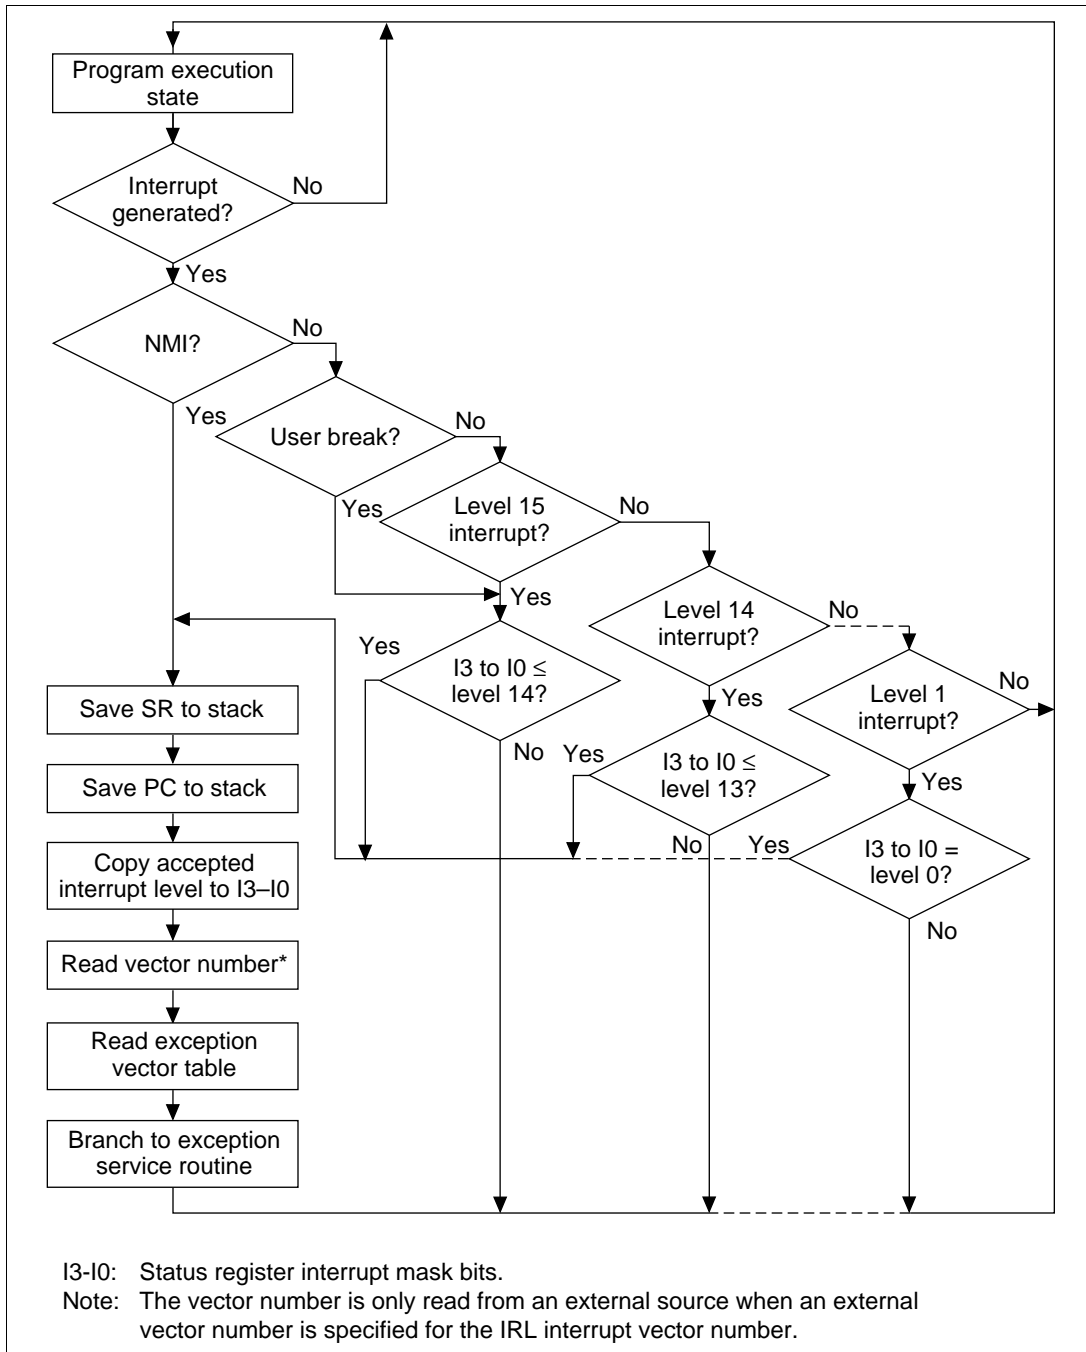 Program execution
state
Interrupt
generated?
No
Yes
NMI?
No
Yes
User break?
No
Yes
Level 15
interrupt?
No
Yes
Level 14
interrupt?
No
Yes
I3 to I0 ≤
level 14?
Yes
No
Level 1
interrupt?
No
Yes
I3 to I0 ≤
level 13?
Yes
No
I3 to I0 =
level 0?
Yes
No
Save SR to stack
Save PC to stack
Copy accepted
interrupt level to I3–I0
Read vector number*
Read exception
vector table
Branch to exception
service routine
I3-I0: Status register interrupt mask bits.
Note: The vector number is only read from an external source when an external
vector number is specified for the IRL interrupt vector number.